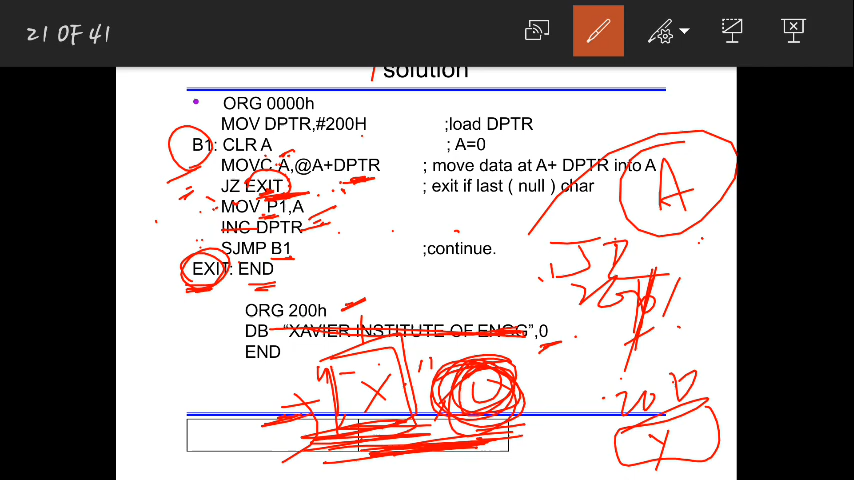 21 OF 41
solution
• ORG 0000h
MOV DPTR,#200H ;load DPTR
B1: CLR A ; A=0
MOVC A,@A+DPTR ; move data at A+ DPTR into A
JZ EXIT ; exit if last ( null ) char
MOV P1,A
INC DPTR
SJMP B1 ;continue.
EXIT: END
ORG 200h
DB “XAVIER INSTITUTE OF ENGG”,0
END
A
X
Y